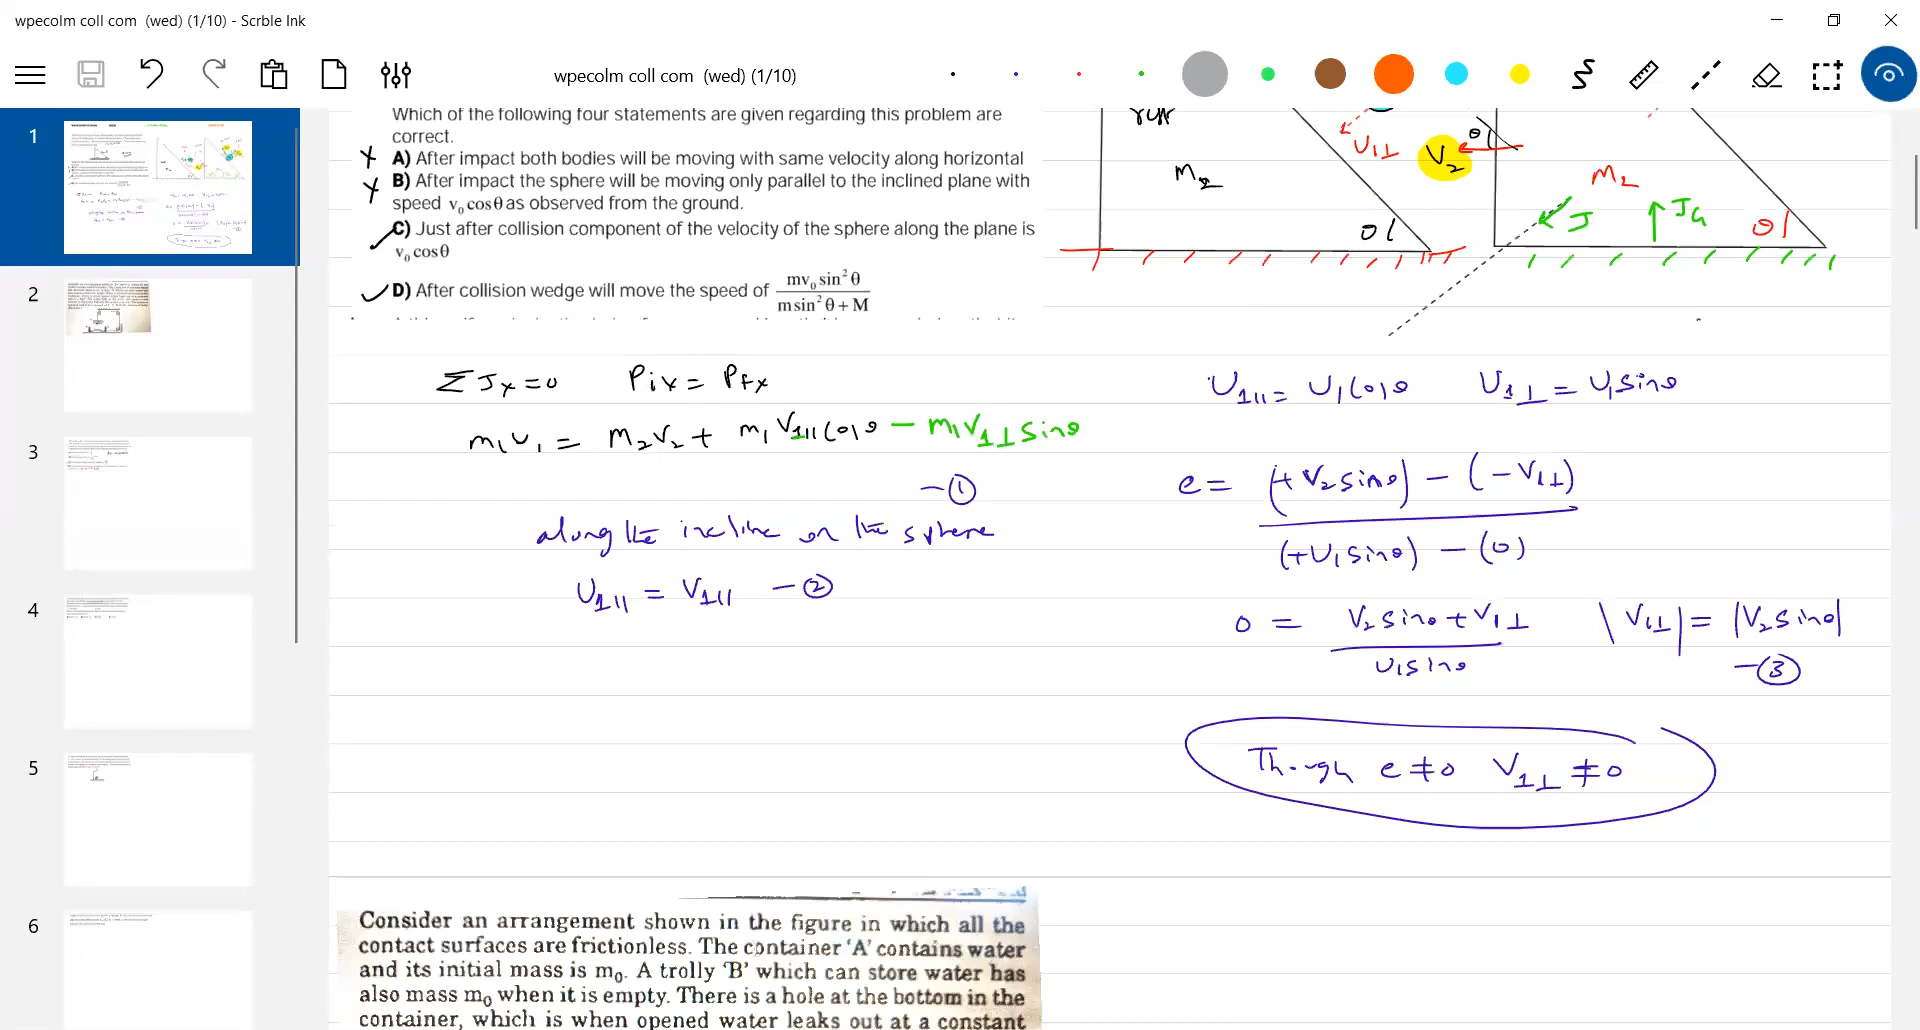 wpecolm coll com (wed) (1/10) - Scrble Ink
wpecolm coll com (wed) (1/10)
1
2
3
4
5
6
Which of the following four statements are given regarding this problem are
correct.
A) After impact both bodies will be moving with same velocity along horizontal
B) After impact the sphere will be moving only parallel to the inclined plane with
speed v₀ cosθ as observed from the ground.
C) Just after collision component of the velocity of the sphere along the plane is
v₀ cosθ
D) After collision wedge will move the speed of mv₀ sin²θ / m sin²θ + M
m₂
θ
U₁⊥
V₂
θ
m₂
J
J_G
θ
ΣJx = 0 Pix = Pfx
m₁u₁ = m₂v₂ + m₁V₁∥ cosθ − m₁V₁⊥ sinθ
—①
along the incline on the sphere
U₁∥ = V₁∥ —②
U₁∥ = U₁cosθ U₁⊥ = U₁sinθ
e = (+V₂sinθ) − (−V₁⊥) / (+U₁sinθ) − (0)
0 = V₂sinθ + V₁⊥ / U₁sinθ |V₁⊥| = |V₂sinθ|
—③
Though e≠0 V₁⊥ ≠0
Consider an arrangement shown in the figure in which all the
contact surfaces are frictionless. The container 'A' contains water
and its initial mass is m₀. A trolly 'B' which can store water has
also mass m₀ when it is empty. There is a hole at the bottom in the
container, which is when opened water leaks out at a constant